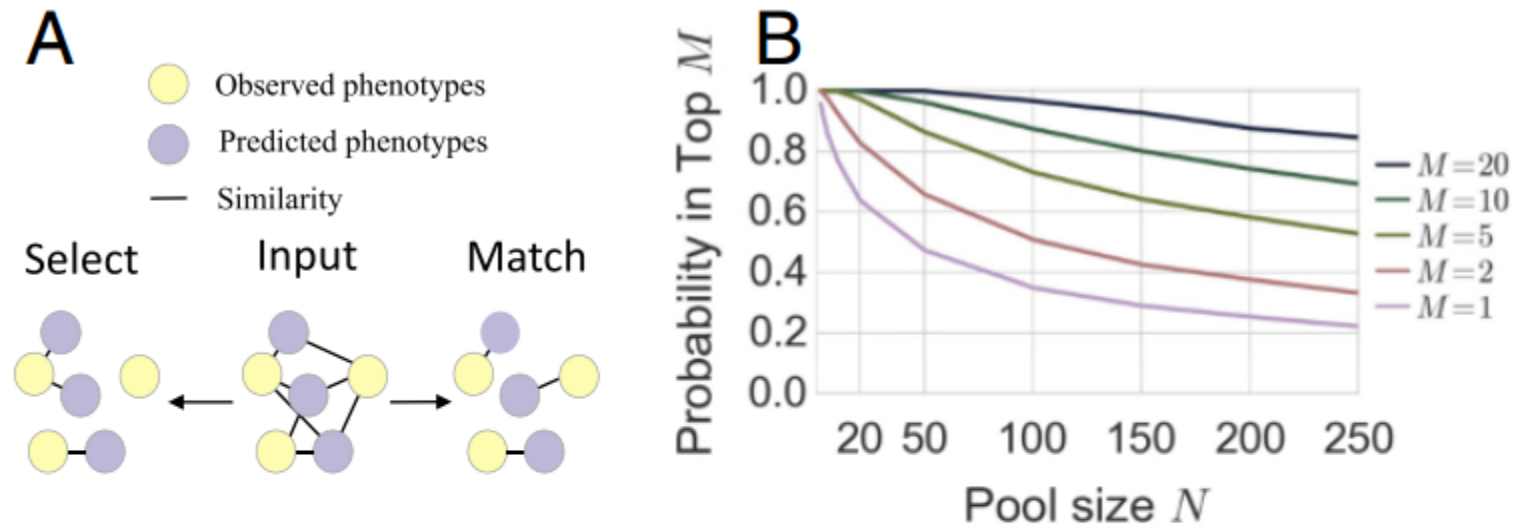 A
Observed phenotypes
Predicted phenotypes
Similarity
Select
Input
Match
B
Probability in Top M
1.0
0.8
0.6
0.4
0.2
0.0
20 50 100 150 200 250
Pool size N
M=20
M=10
M=5
M=2
M=1